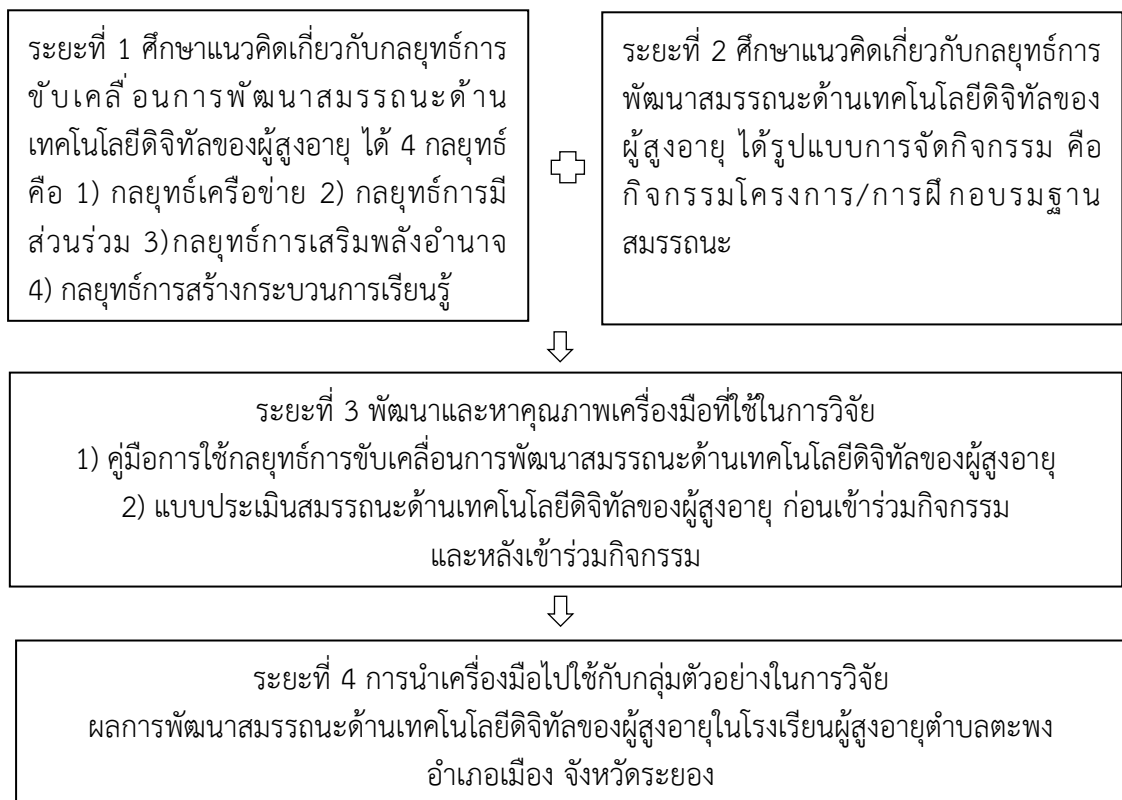 ระยะที่ 1 ศึกษาแนวคิดเกี่ยวกับกลยุทธ์การ
ขับเคลื่อนการพัฒนาสมรรถนะด้าน
เทคโนโลยีดิจิทัลของผู้สูงอายุ ได้ 4 กลยุทธ์
คือ 1) กลยุทธ์เครือข่าย 2) กลยุทธ์การมี
ส่วนร่วม 3)กลยุทธ์การเสริมพลังอำนาจ
4) กลยุทธ์การสร้างกระบวนการเรียนรู้
ระยะที่ 2 ศึกษาแนวคิดเกี่ยวกับกลยุทธ์การ
พัฒนาสมรรถนะด้านเทคโนโลยีดิจิทัลของ
ผู้สูงอายุ ได้รูปแบบการจัดกิจกรรม คือ
กิจกรรมโครงการ/การฝึกอบรมฐาน
สมรรถนะ
ระยะที่ 3 พัฒนาและหาคุณภาพเครื่องมือที่ใช้ในการวิจัย
1) คู่มือการใช้กลยุทธ์การขับเคลื่อนการพัฒนาสมรรถนะด้านเทคโนโลยีดิจิทัลของผู้สูงอายุ
2) แบบประเมินสมรรถนะด้านเทคโนโลยีดิจิทัลของผู้สูงอายุ ก่อนเข้าร่วมกิจกรรม
และหลังเข้าร่วมกิจกรรม
ระยะที่ 4 การนำเครื่องมือไปใช้กับกลุ่มตัวอย่างในการวิจัย
ผลการพัฒนาสมรรถนะด้านเทคโนโลยีดิจิทัลของผู้สูงอายุในโรงเรียนผู้สูงอายุตำบลตะพง
อำเภอเมือง จังหวัดระยอง